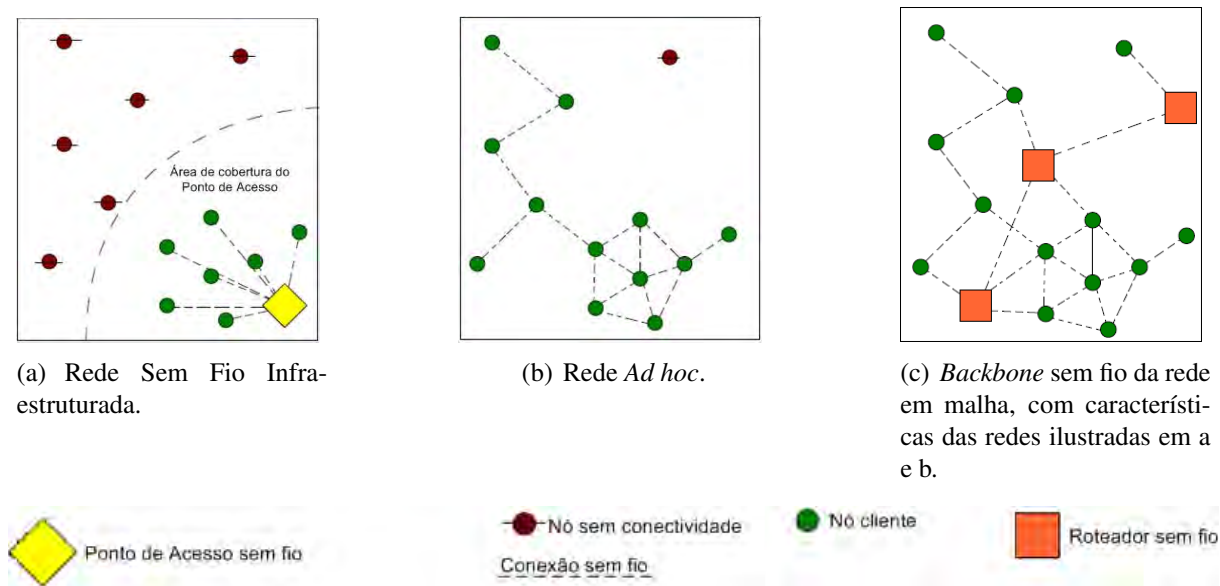 Área de cobertura do
Ponto de Acesso
(a) Rede Sem Fio Infra-
estruturada.
(b) Rede Ad hoc.
(c) Backbone sem fio da rede
em malha, com característi-
cas das redes ilustradas em a
e b.
Ponto de Acesso sem fio
Nó sem conectividade
Conexão sem fio
Nó cliente
Roteador sem fio